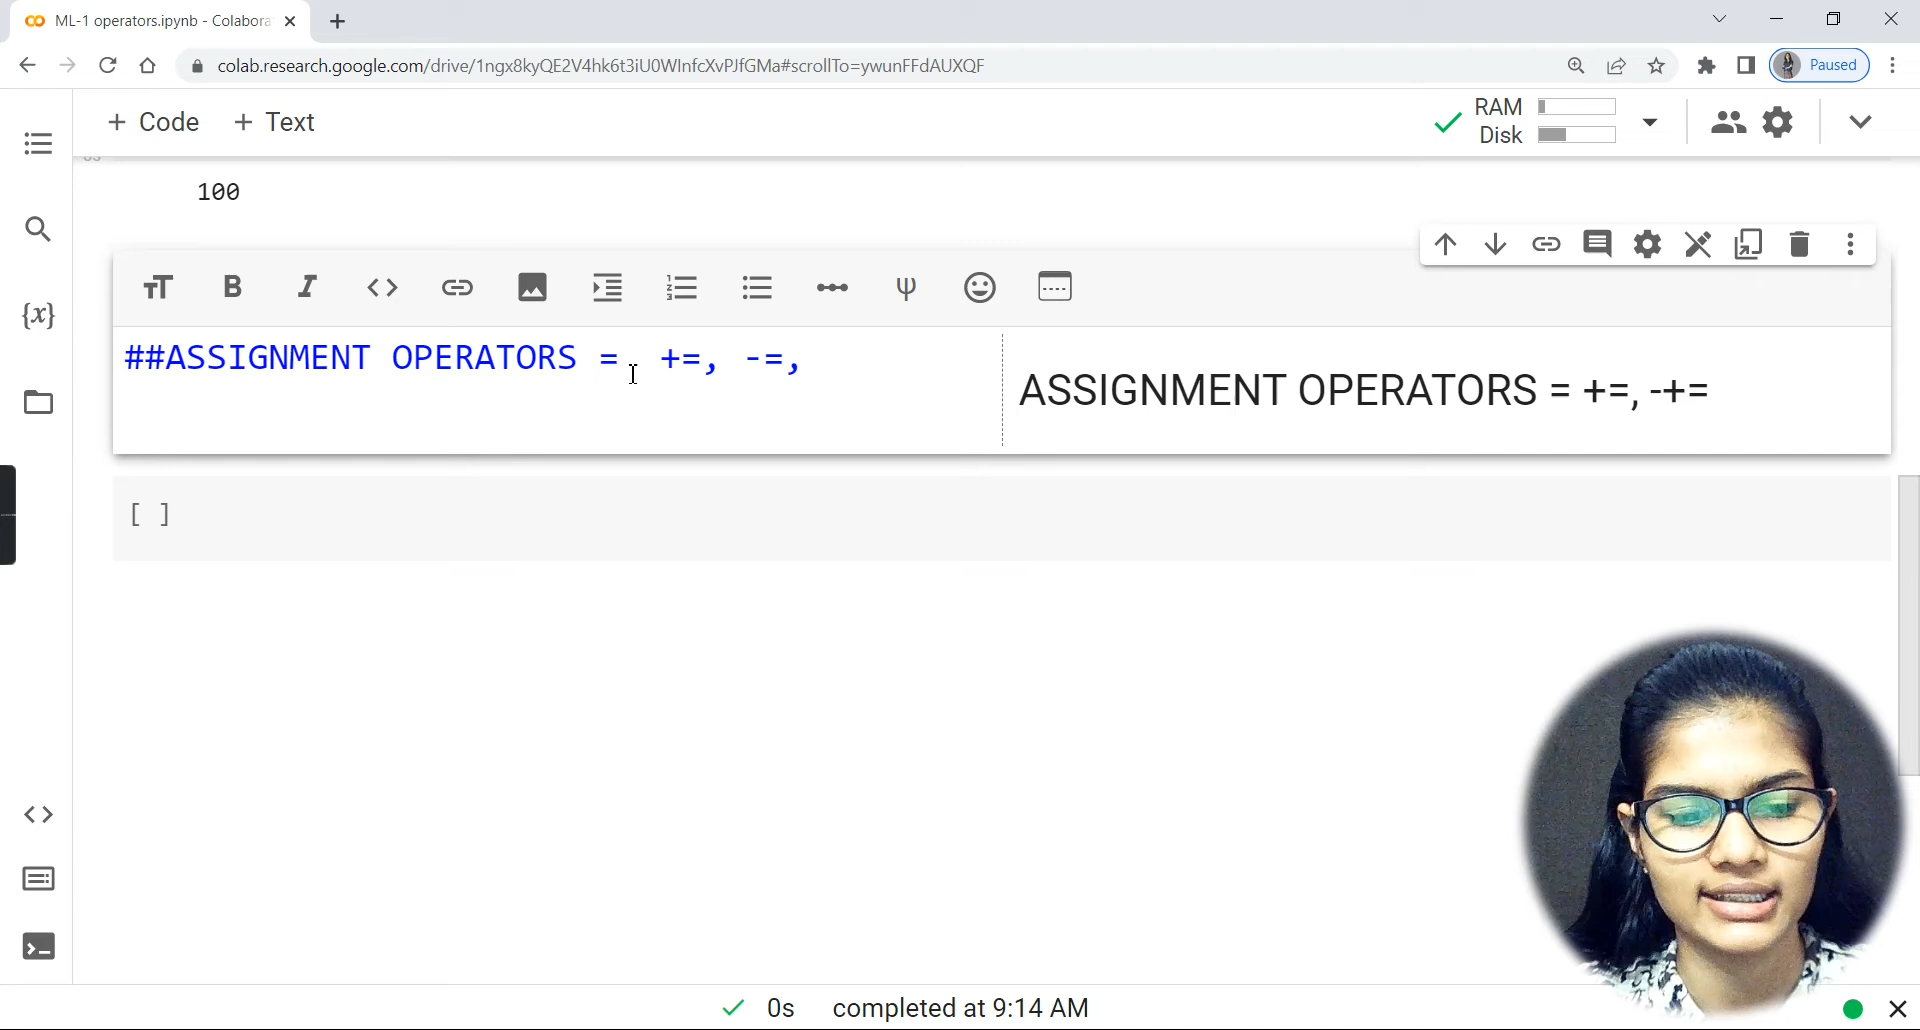 ML-1 operators.ipynb - Colabora
colab.research.google.com/drive/1ngx8kyQE2V4hk6t3iU0WInfcXvPJfGMa#scrollTo=ywunFFdAUXQF
Paused
+ Code + Text
RAM
Disk
100
##ASSIGNMENT OPERATORS = +=, -=,
ASSIGNMENT OPERATORS = +=, -+=
[ ]
0s completed at 9:14 AM